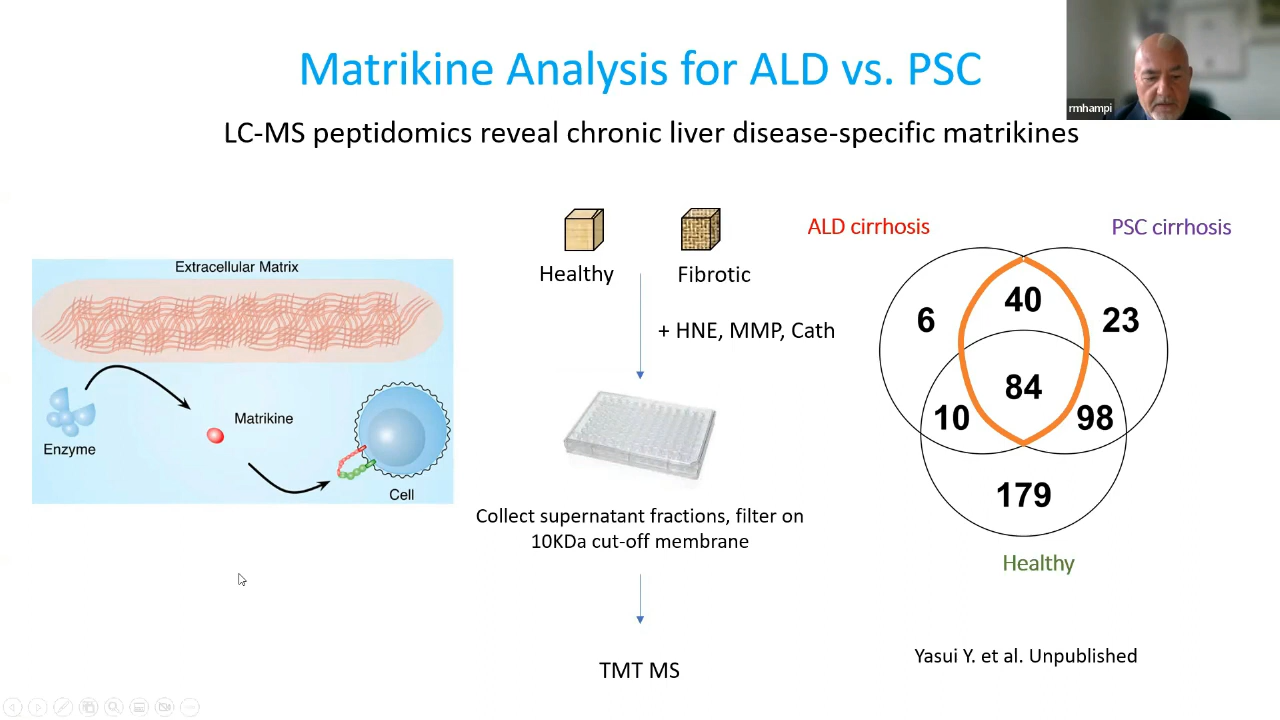 Matrikine Analysis for ALD vs. PSC
rmhampi
LC-MS peptidomics reveal chronic liver disease-specific matrikines
Extracellular Matrix
Enzyme
Matrikine
Cell
Healthy
Fibrotic
+ HNE, MMP, Cath
Collect supernatant fractions, filter on
10KDa cut-off membrane
TMT MS
ALD cirrhosis
PSC cirrhosis
6
40
23
84
10
98
179
Healthy
Yasui Y. et al. Unpublished